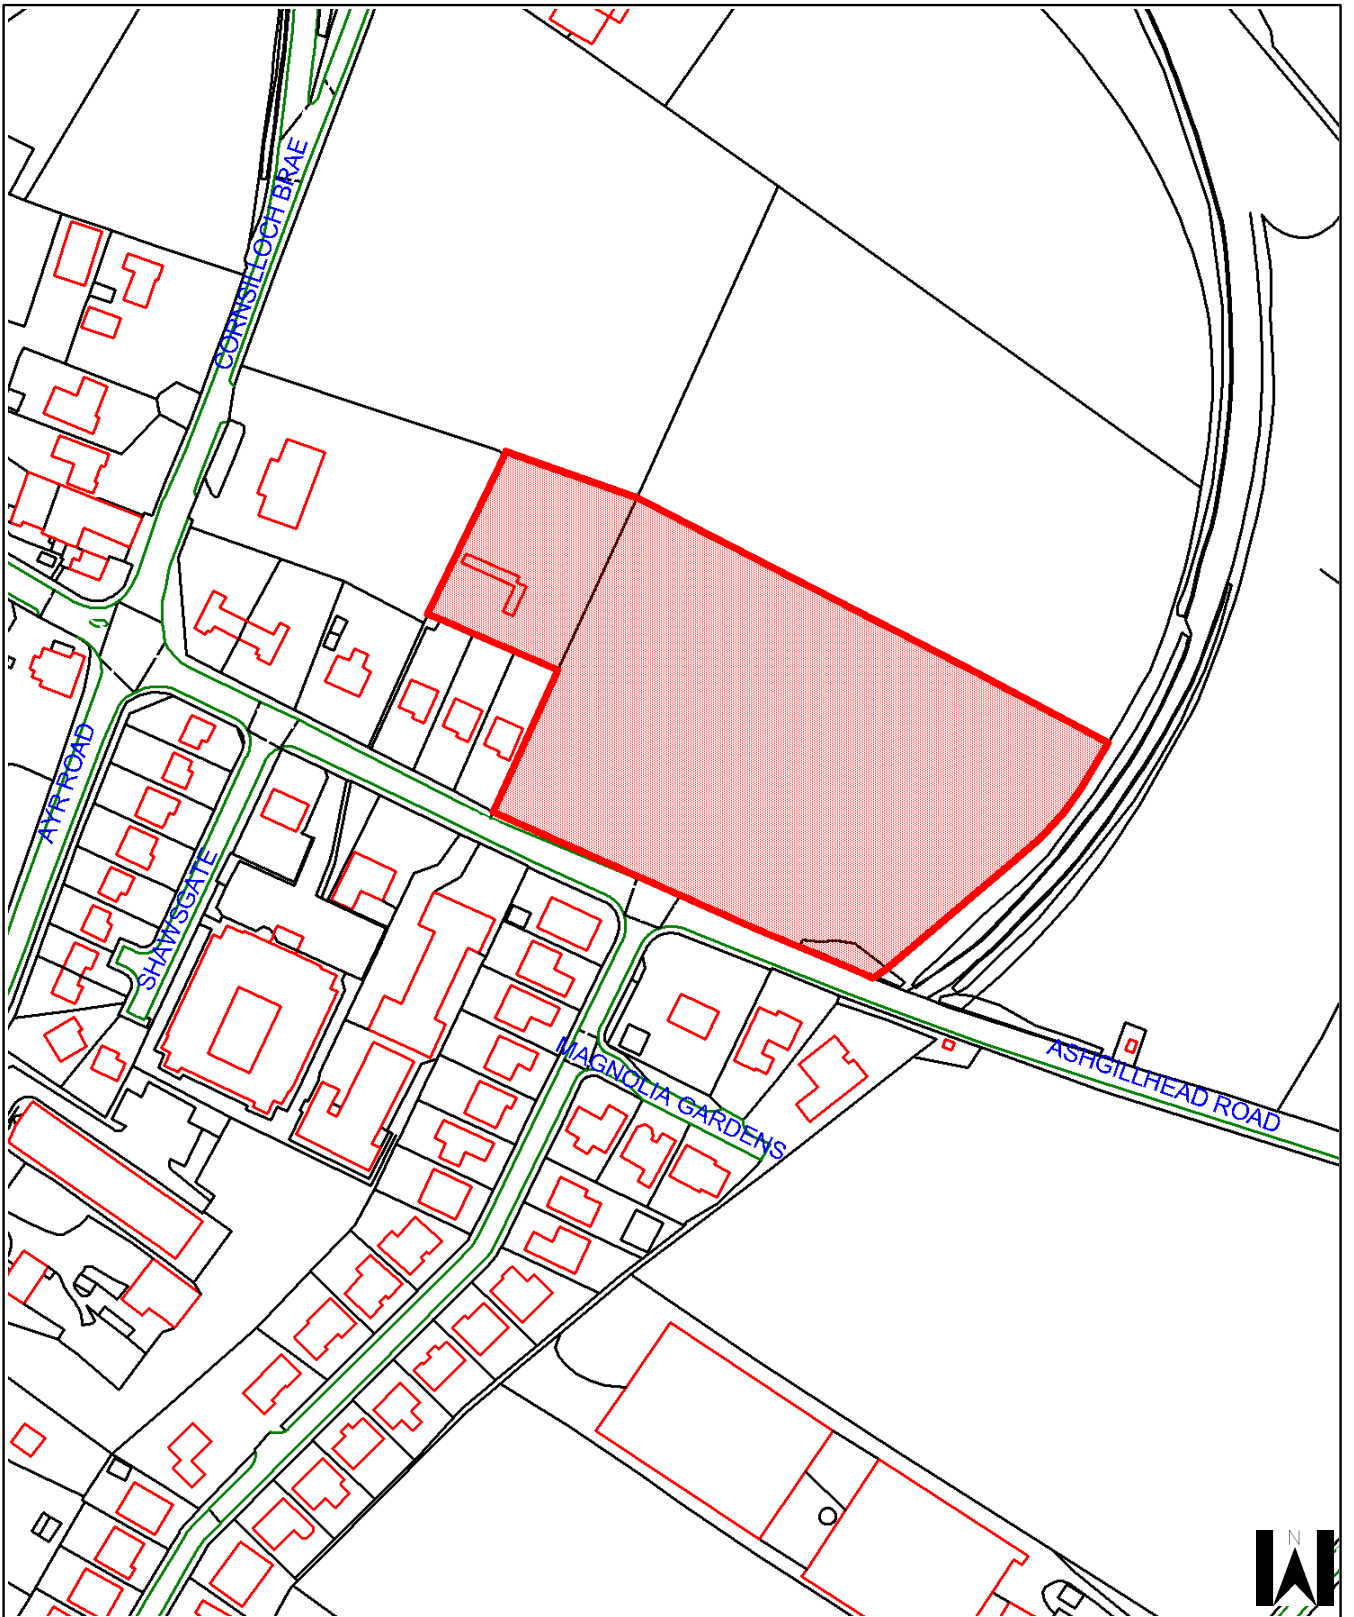 CORNSILLOCH BRAE
AYR ROAD
SHAWSGATE
MAGNOLIA GARDENS
ASHGILLHEAD ROAD
N